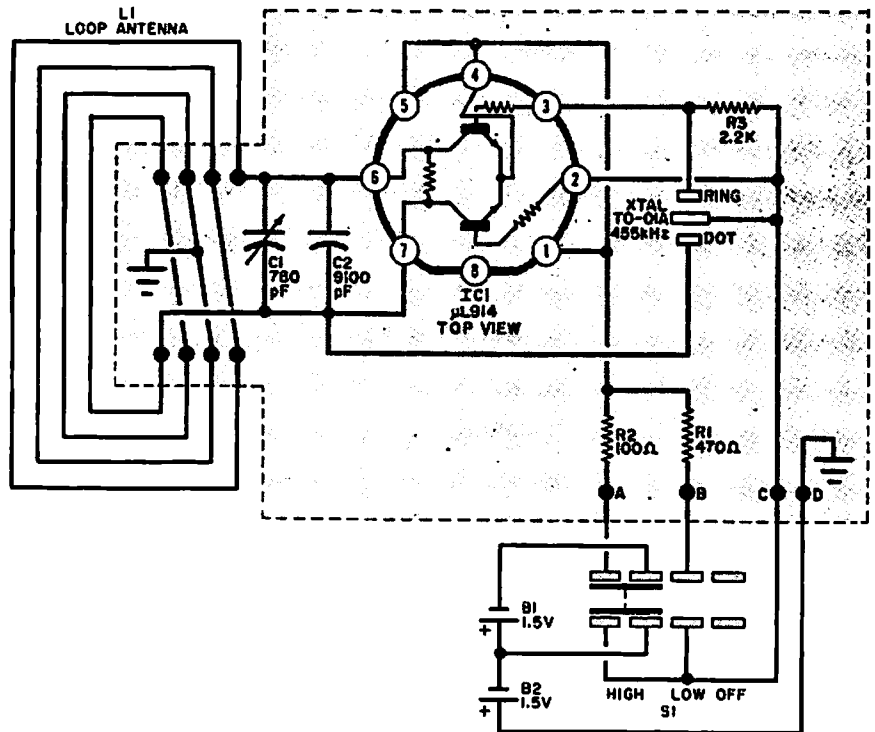 L1
LOOP ANTENNA
4
5
3
R3
2.2K
6
2
RING
XTAL
TO-01A
455kHz
DOT
C1
780
pF
C2
9100
pF
7
8
1
IC1
μL914
TOP VIEW
R2
100Ω
R1
470Ω
A
B
C
D
B1
1.5V
+
B2
1.5V
+
HIGH LOW OFF
S1